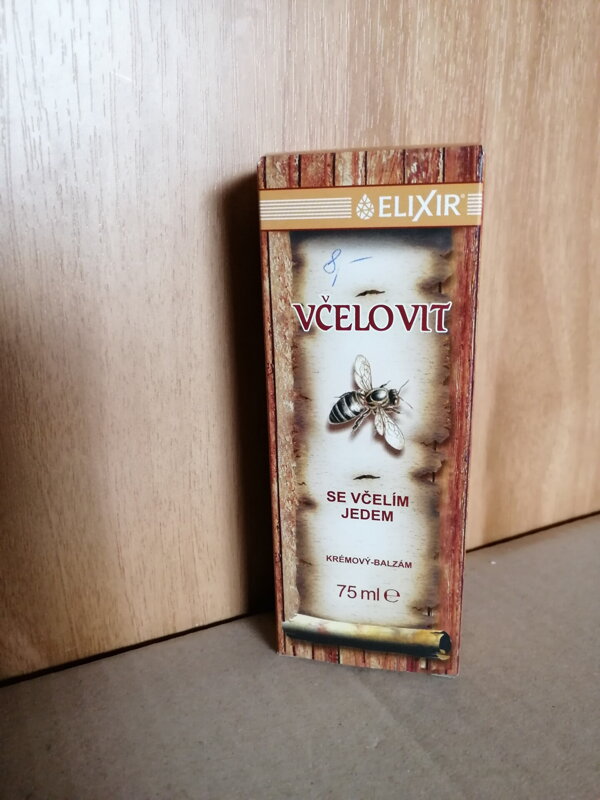 ELIXIR®
8,-
VČELOVIT
SE VČELÍM
JEDEM
KRÉMOVÝ-BALZÁM
75 ml ℮